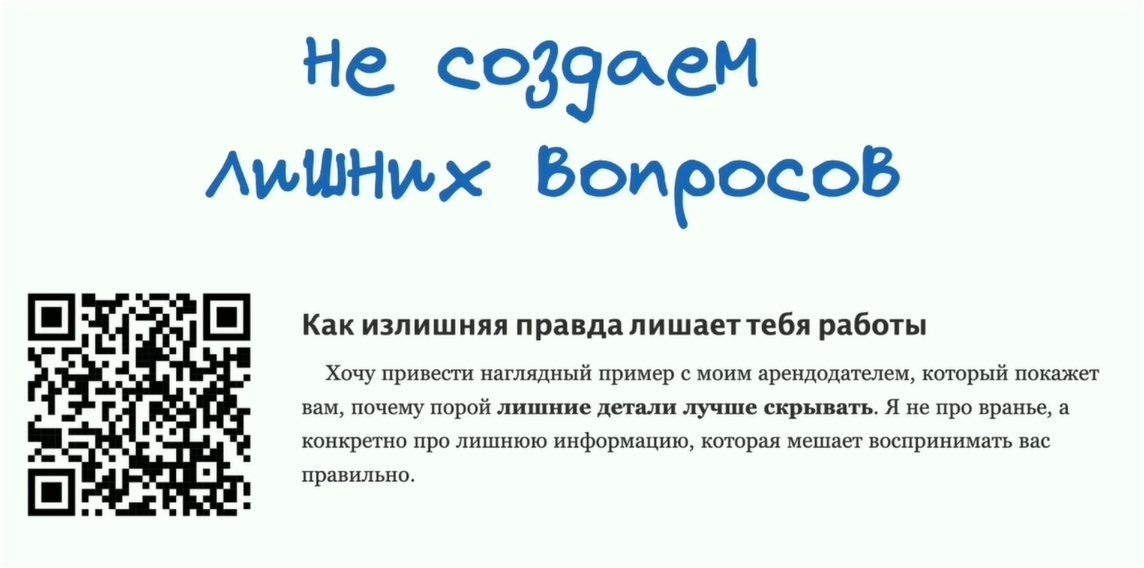 не создаем
лишних вопросов
Как излишняя правда лишает тебя работы
Хочу привести наглядный пример с моим арендодателем, который покажет
вам, почему порой лишние детали лучше скрывать. Я не про вранье, а
конкретно про лишнюю информацию, которая мешает воспринимать вас
правильно.